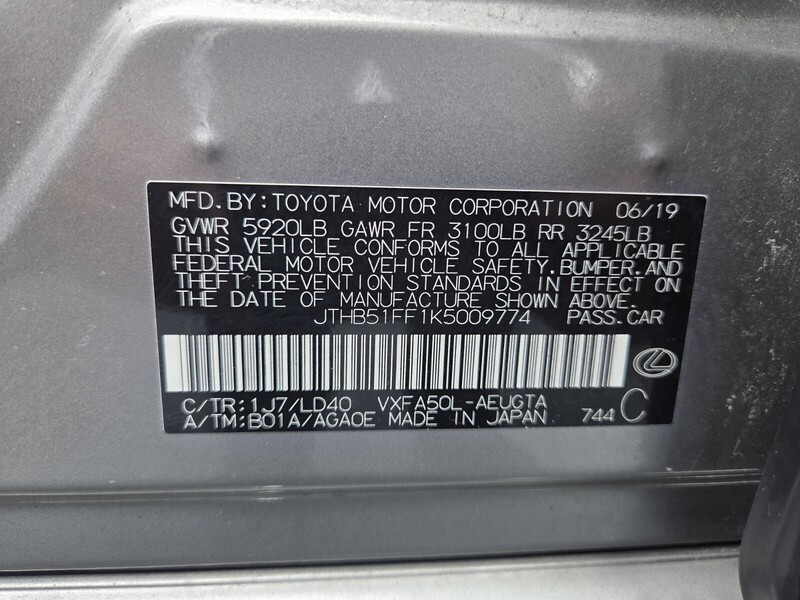 MFD.BY:TOYOTA MOTOR CORPORATION 06/19
GVWR 5920LB GAWR FR 3100LB RR 3245LB
THIS VEHICLE CONFORMS TO ALL APPLICABLE
FEDERAL MOTOR VEHICLE SAFETY,BUMPER,AND
THEFT PREVENTION STANDARDS IN EFFECT ON
THE DATE OF MANUFACTURE SHOWN ABOVE.
JTHB51FF1K5009774 PASS.CAR
C/TR:1J7/LD40 VXFA50L-AEUGTA
A/TM:B01A/AGA0E MADE IN JAPAN 744 C